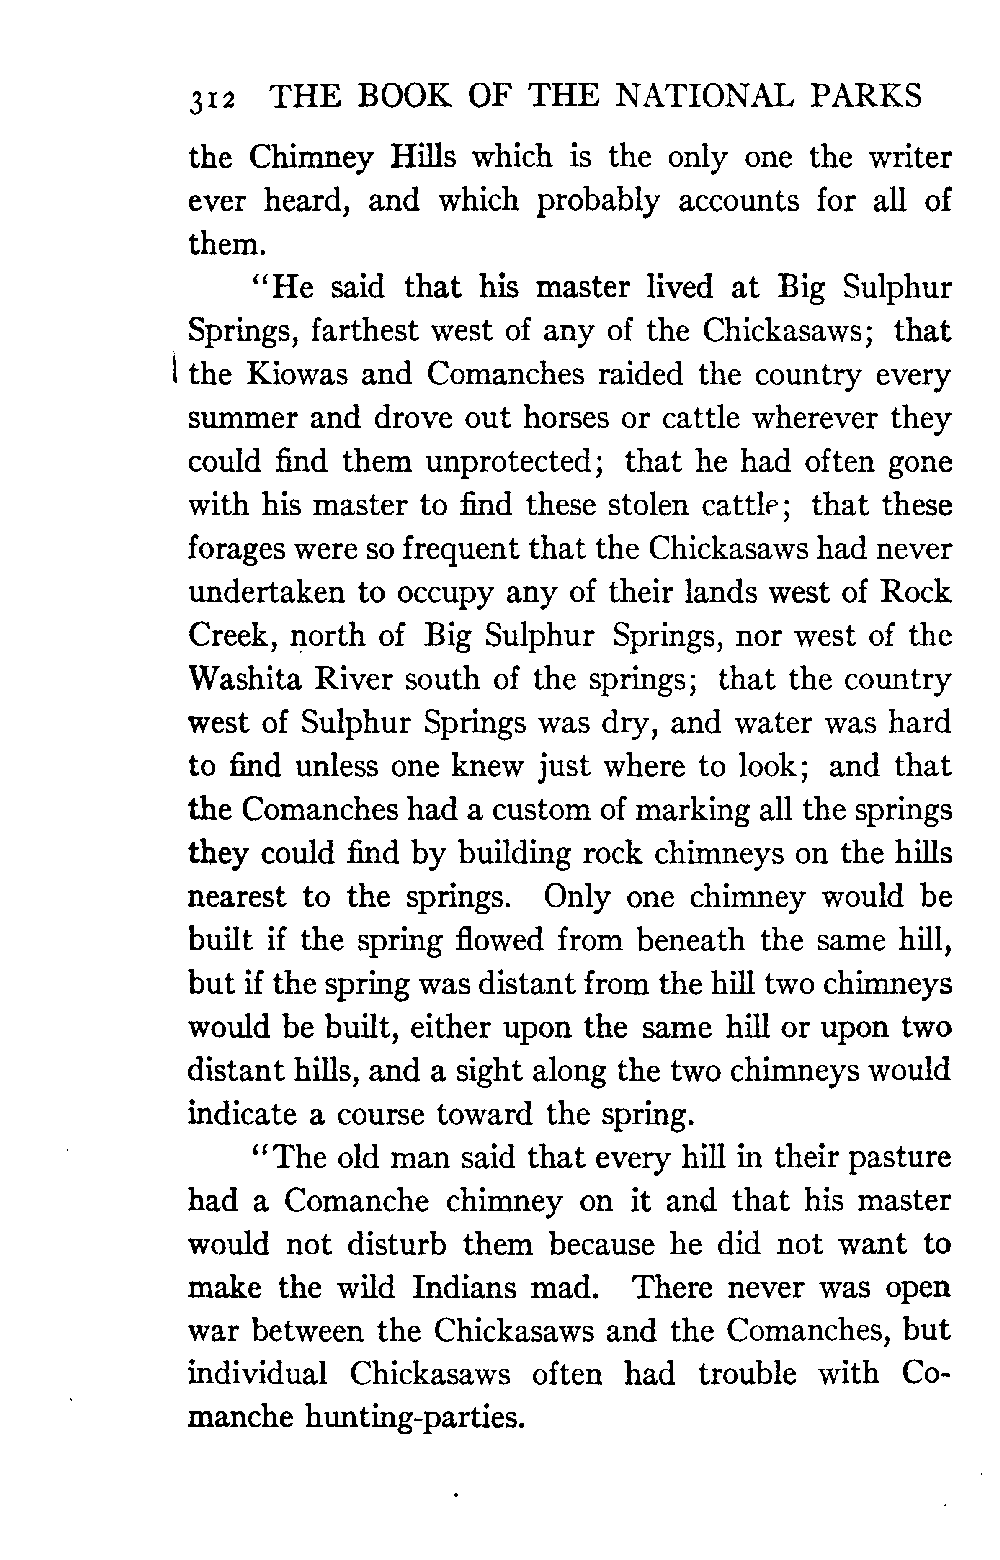 312 THE BOOK OF THE NATIONAL PARKS
the Chimney Hills which is the only one the writer
ever heard, and which probably accounts for all of
them.
"He said that his master lived at Big Sulphur
Springs, farthest west of any of the Chickasaws; that
the Kiowas and Comanches raided the country every
summer and drove out horses or cattle wherever they
could find them unprotected; that he had often gone
with his master to find these stolen cattle; that these
forages were so frequent that the Chickasaws had never
undertaken to occupy any of their lands west of Rock
Creek, north of Big Sulphur Springs, nor west of the
Washita River south of the springs; that the country
west of Sulphur Springs was dry, and water was hard
to find unless one knew just where to look; and that
the Comanches had a custom of marking all the springs
they could find by building rock chimneys on the hills
nearest to the springs. Only one chimney would be
built if the spring flowed from beneath the same hill,
but if the spring was distant from the hill two chimneys
would be built, either upon the same hill or upon two
distant hills, and a sight along the two chimneys would
indicate a course toward the spring.
"The old man said that every hill in their pasture
had a Comanche chimney on it and that his master
would not disturb them because he did not want to
make the wild Indians mad. There never was open
war between the Chickasaws and the Comanches, but
individual Chickasaws often had trouble with Co-
manche hunting-parties.